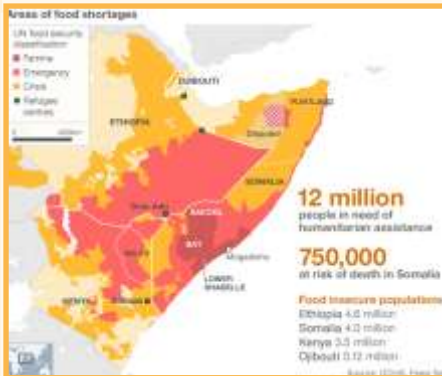 Areas of food shortages
UN food security
classification
Famine
Emergency
Crisis
Refugee
centres
DJIBOUTI
PUNTLAND
ETHIOPIA
SOMALIA
BAKOOL
BAY
Mogadishu
LOWER
SHABELLE
KENYA
12 million
people in need of
humanitarian assistance
750,000
at risk of death in Somalia
Food insecure populations
Ethiopia 4.6 million
Somalia 4.0 million
Kenya 3.5 million
Djibouti 0.12 million